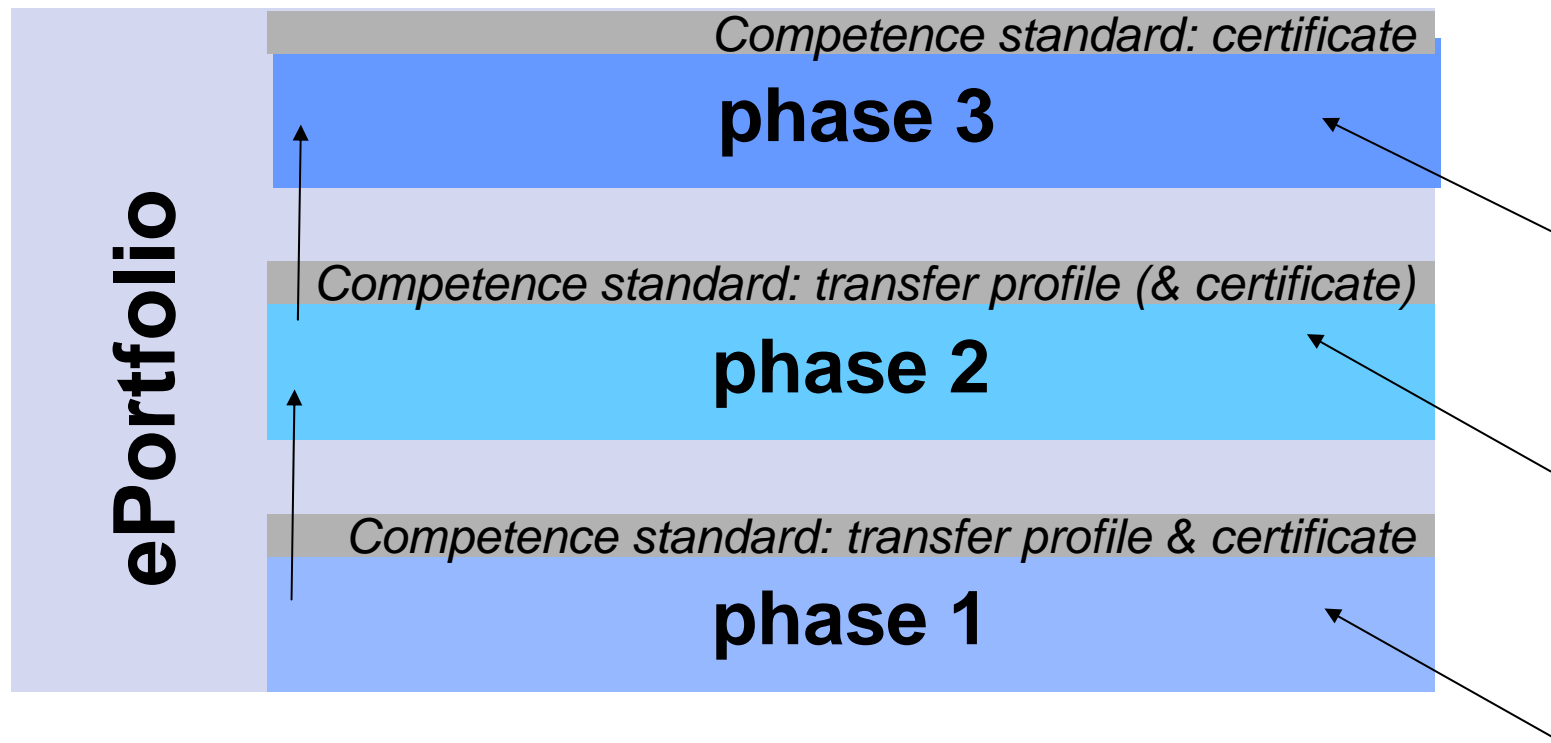 Competence standard: certificate
phase 3
ePortfolio
Competence standard: transfer profile (& certificate)
phase 2
Competence standard: transfer profile & certificate
phase 1